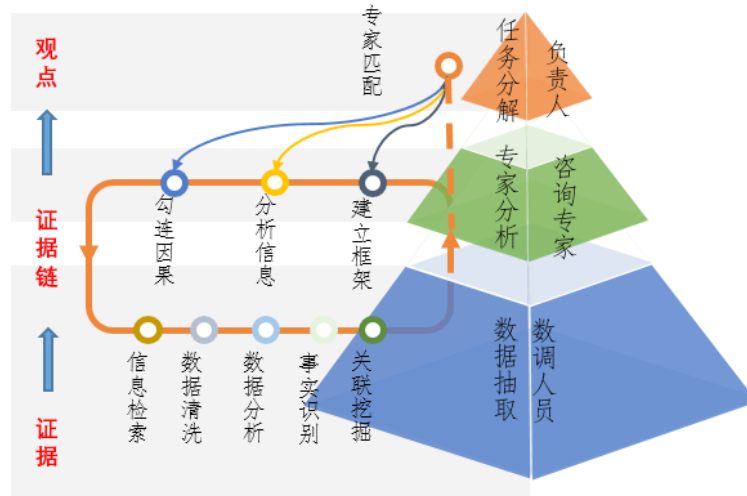 观点
专家匹配
任务分解
负责人
证据链
勾连因果
分析信息
建立框架
专家分析
咨询专家
证据
信息检索
数据清洗
数据分析
事实识别
关联挖掘
数据抽取
数调人员